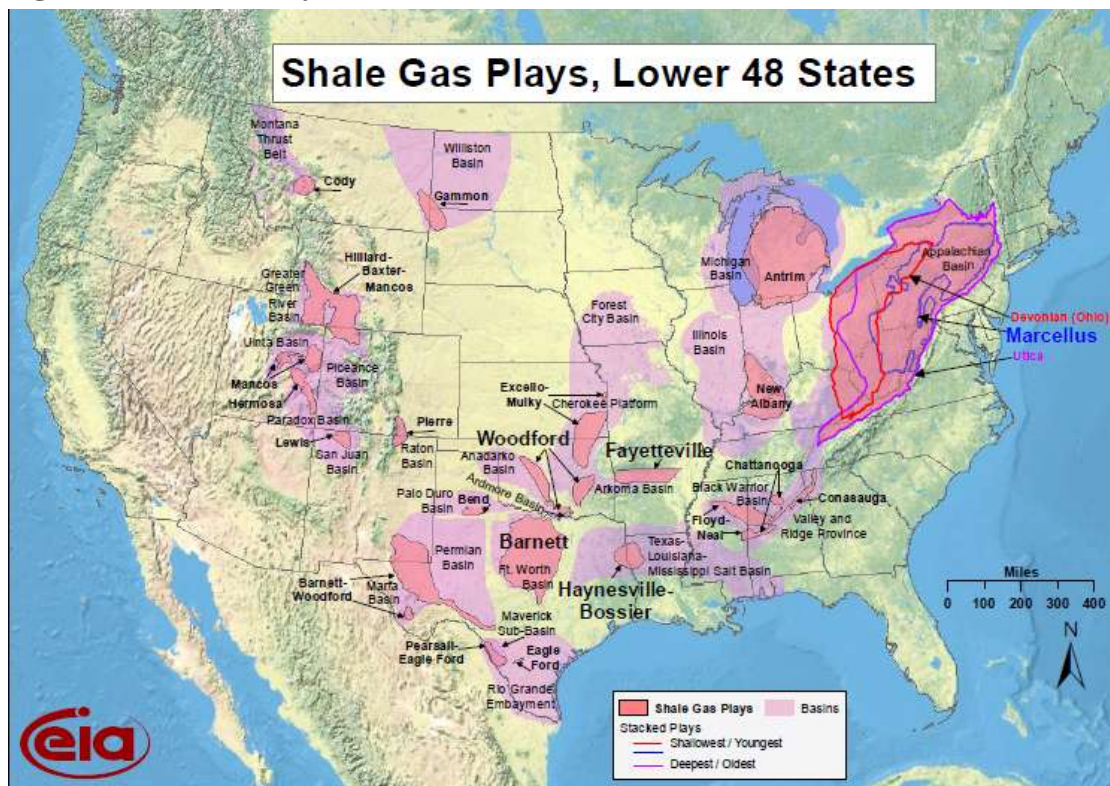 Shale Gas Plays, Lower 48 States
Montana
Thrust
Belt
Cody
Williston
Basin
Gammon
Hilliard-
Baxter-
Mancos
Greater
Green
River
Basin
Uinta Basin
Mancos
Piceance
Basin
Hermosa
Paradox Basin
Lewis
San Juan
Basin
Pierre
Raton
Basin
Michigan
Basin
Antrim
Forest
City Basin
Illinois
Basin
New
Albany
Excello-
Mulky
Cherokee Platform
Woodford
Anadarko
Basin
Fayetteville
Arkoma Basin
Ardmore Basin
Palo Duro
Basin
Bend
Appalachian
Basin
Devonian (Ohio)
Marcellus
Utica
Chattanooga
Black Warrior
Basin
Conasauga
Floyd-
Neal
Valley and
Ridge Province
Permian
Basin
Barnett-
Woodford
Marfa
Basin
Barnett
Ft. Worth
Basin
Texas-
Louisiana-
Mississippi Salt Basin
Haynesville-
Bossier
Maverick
Sub-Basin
Pearsall-
Eagle Ford
Eagle
Ford
Rio Grande
Embayment
Miles
0 100 200 300 400
N
Shale Gas Plays
Basins
Stacked Plays
Shallowest / Youngest
Deepest / Oldest
eia